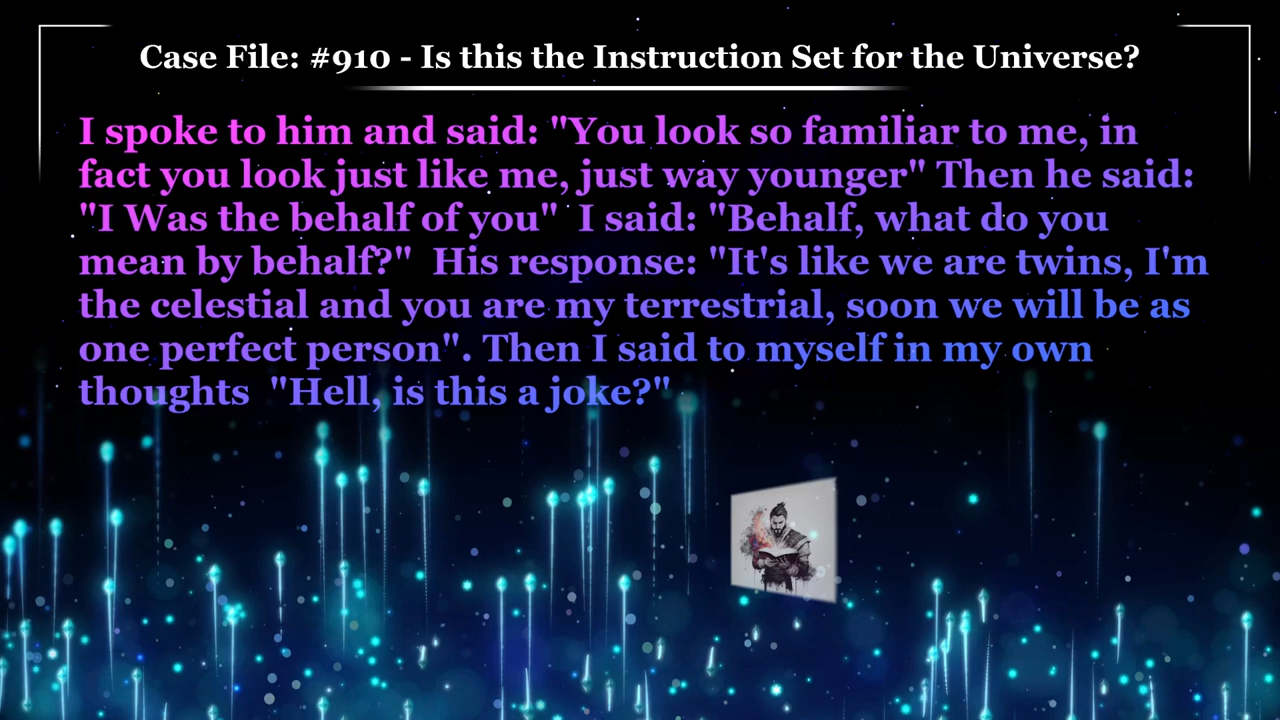 Case File: #910 - Is this the Instruction Set for the Universe?
I spoke to him and said: "You look so familiar to me, in
fact you look just like me, just way younger" Then he said:
"I Was the behalf of you"  I said: "Behalf, what do you
mean by behalf?"  His response: "It's like we are twins, I'm
the celestial and you are my terrestrial, soon we will be as
one perfect person". Then I said to myself in my own
thoughts  "Hell, is this a joke?"